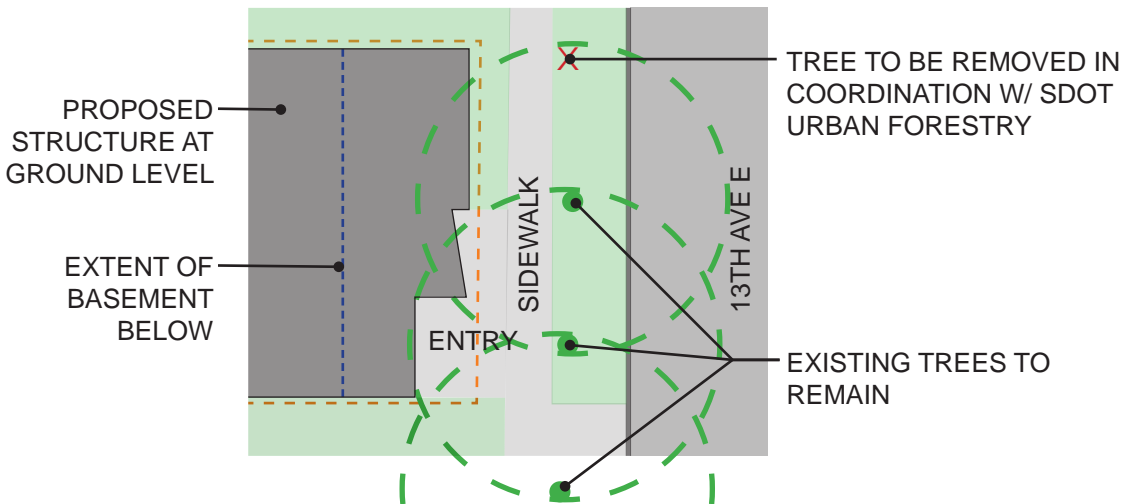 PROPOSED
STRUCTURE AT
GROUND LEVEL
EXTENT OF
BASEMENT
BELOW
ENTRY
SIDEWALK
13TH AVE E
TREE TO BE REMOVED IN
COORDINATION W/ SDOT
URBAN FORESTRY
EXISTING TREES TO
REMAIN